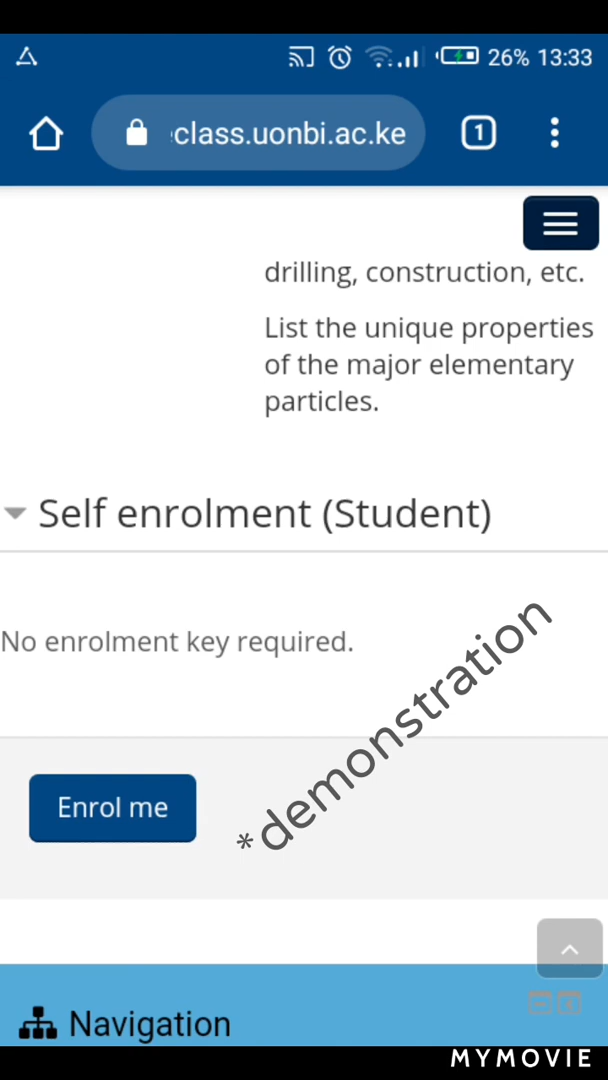 26% 13:33
class.uonbi.ac.ke
1
drilling, construction, etc.
List the unique properties
of the major elementary
particles.
Self enrolment (Student)
No enrolment key required.
*demonstration
Enrol me
Navigation
MYMOVIE